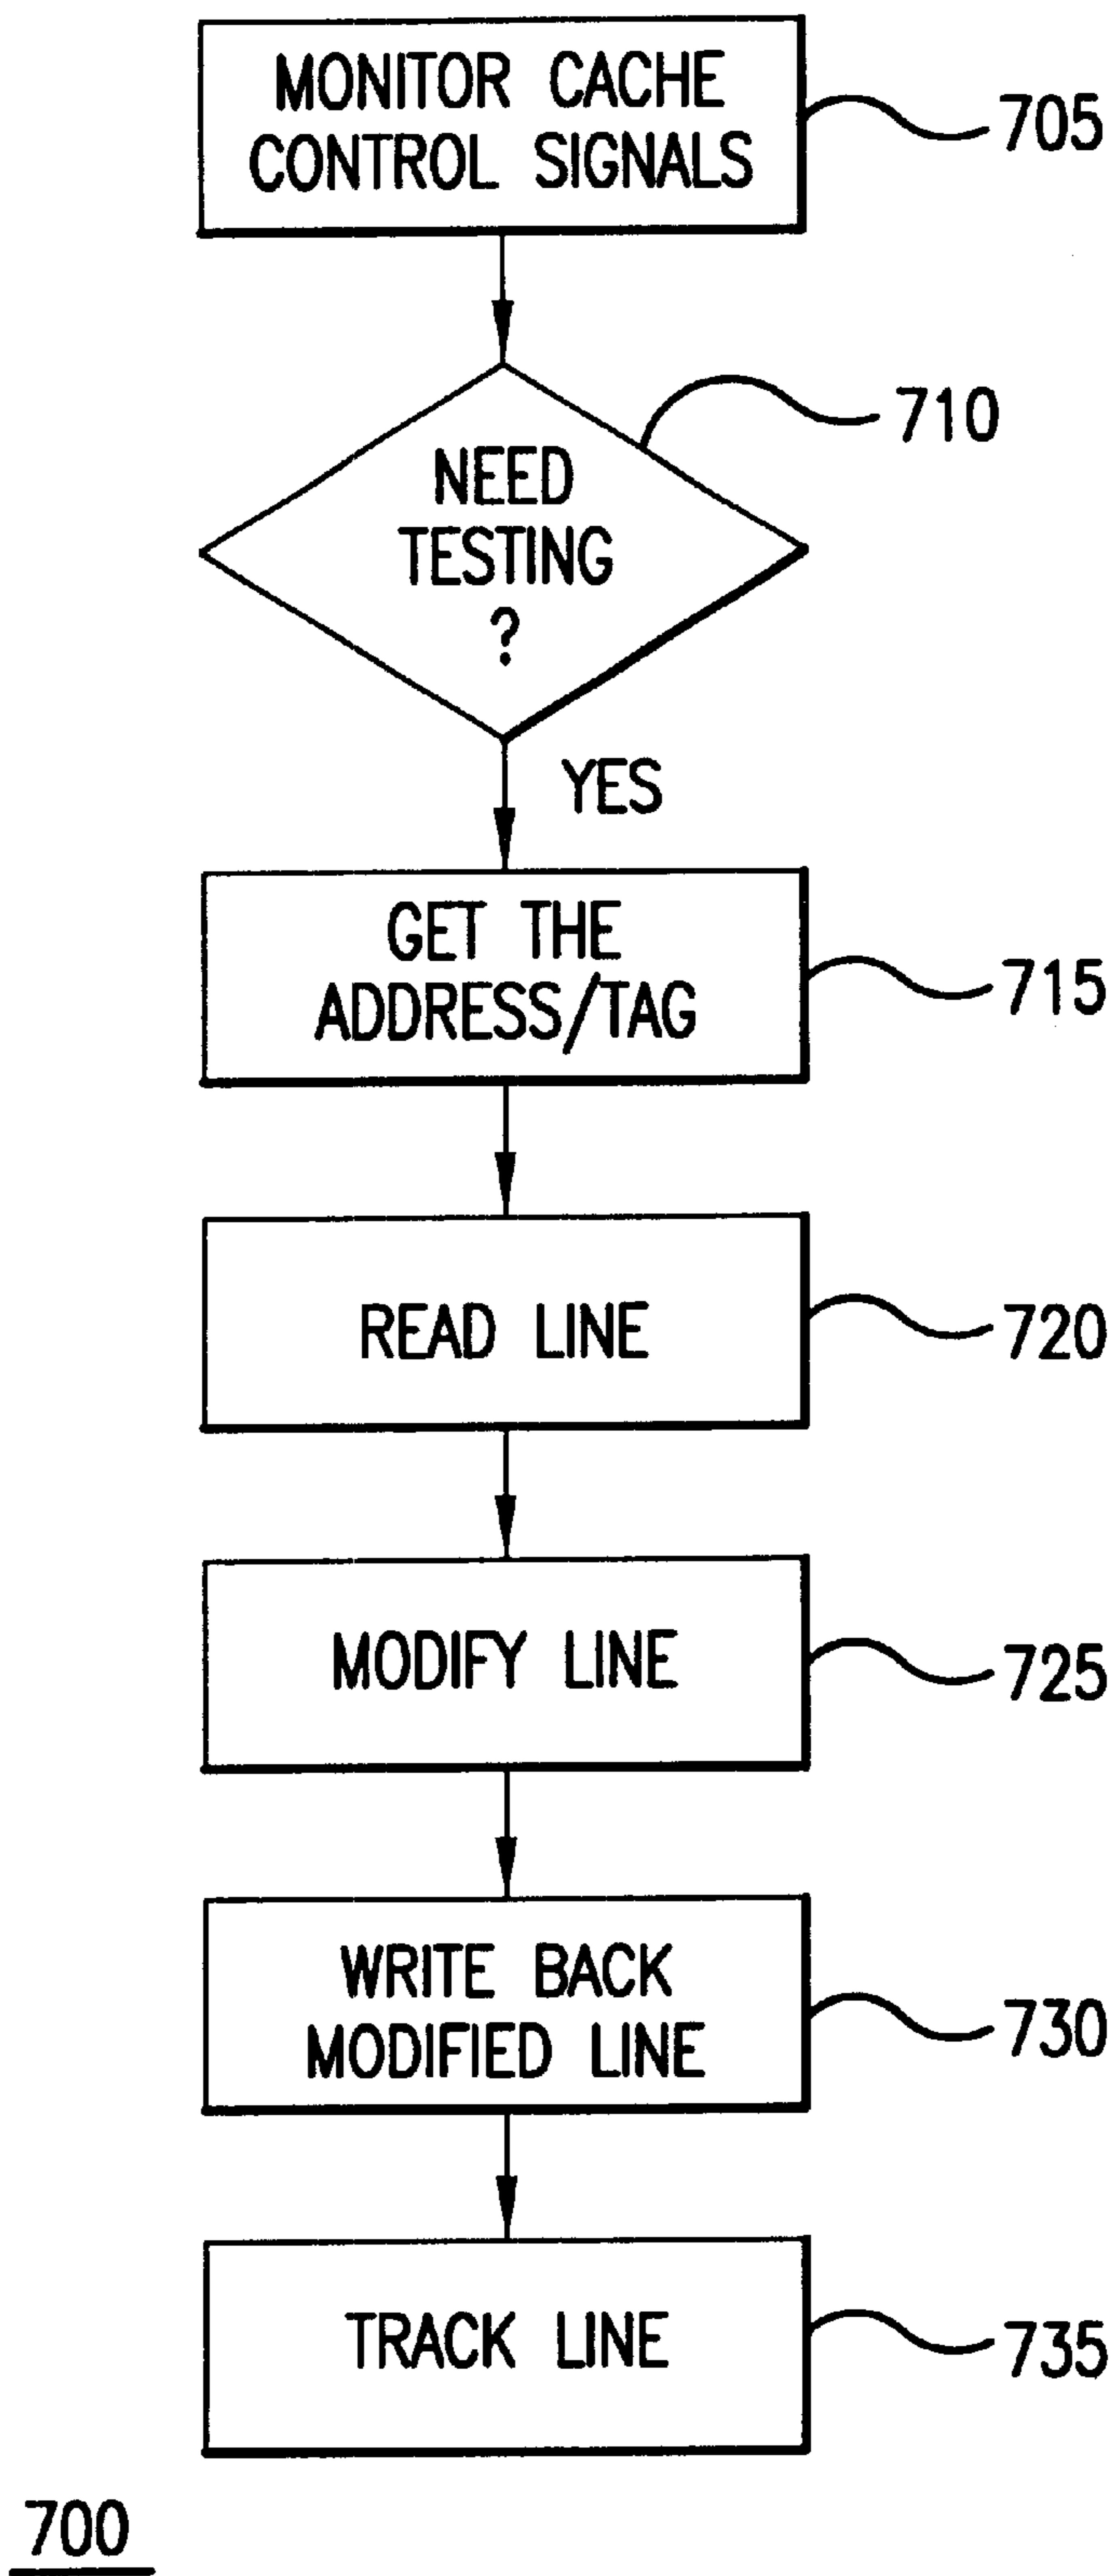 MONITOR CACHE
CONTROL SIGNALS
705
710
NEED
TESTING
?
YES
GET THE
ADDRESS/TAG
715
READ LINE
720
MODIFY LINE
725
WRITE BACK
MODIFIED LINE
730
TRACK LINE
735
700